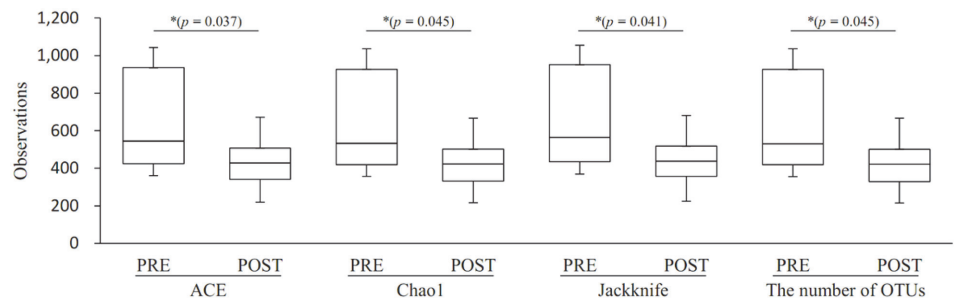 *(p = 0.037) *(p = 0.045) *(p = 0.041) *(p = 0.045)
1,200
1,000
800
600
400
200
0
Observations
PRE POST PRE POST PRE POST PRE POST
ACE Chao1 Jackknife The number of OTUs